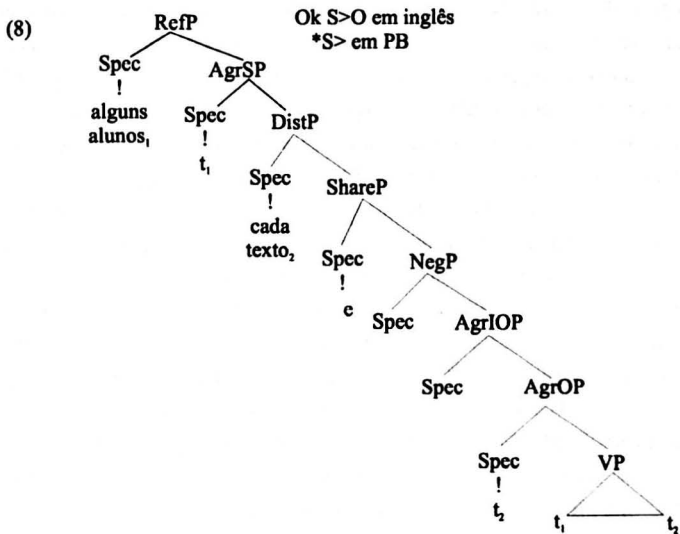 (8)
Ok S>O em inglês
*S> em PB
RefP
Spec
AgrSP
!
alguns
alunos₁
Spec
DistP
!
t₁
Spec
ShareP
!
cada
texto₂
Spec
NegP
!
e
Spec
AgrIOP
Spec
AgrOP
Spec
VP
!
t₂
t₁
t₂